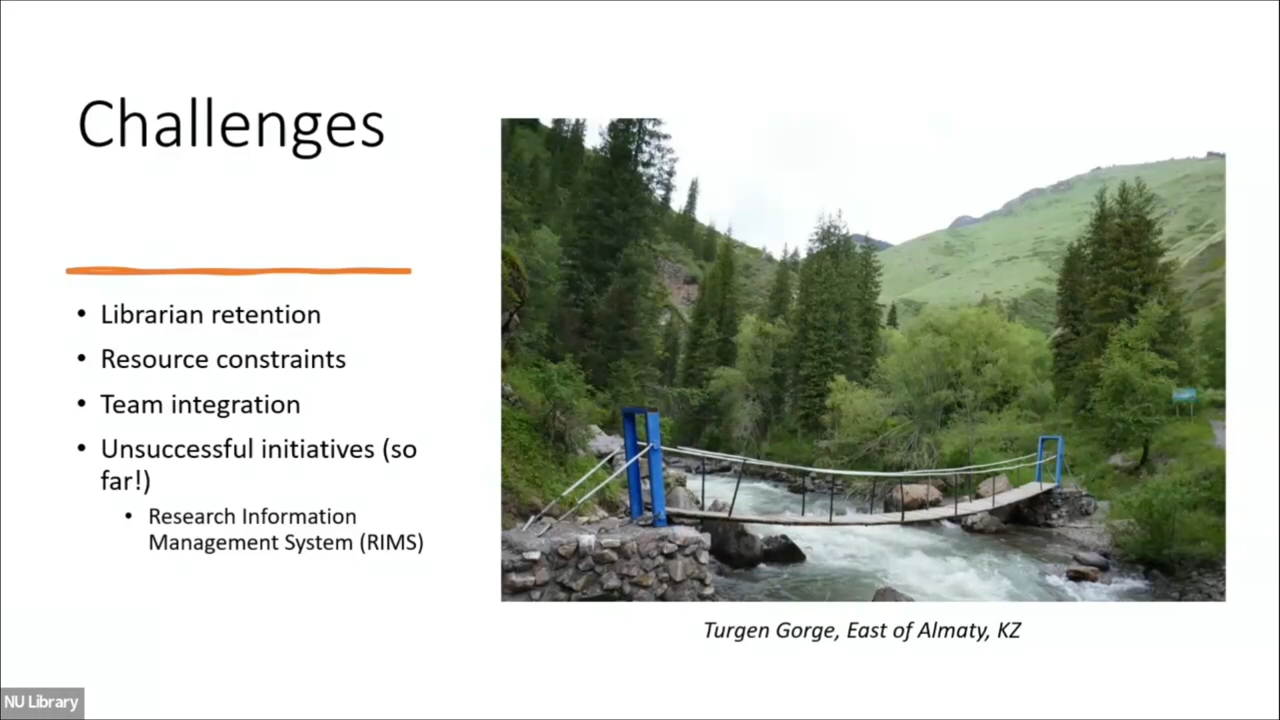 Challenges
• Librarian retention
• Resource constraints
• Team integration
• Unsuccessful initiatives (so
far!)
• Research Information
Management System (RIMS)
Turgen Gorge, East of Almaty, KZ
NU Library